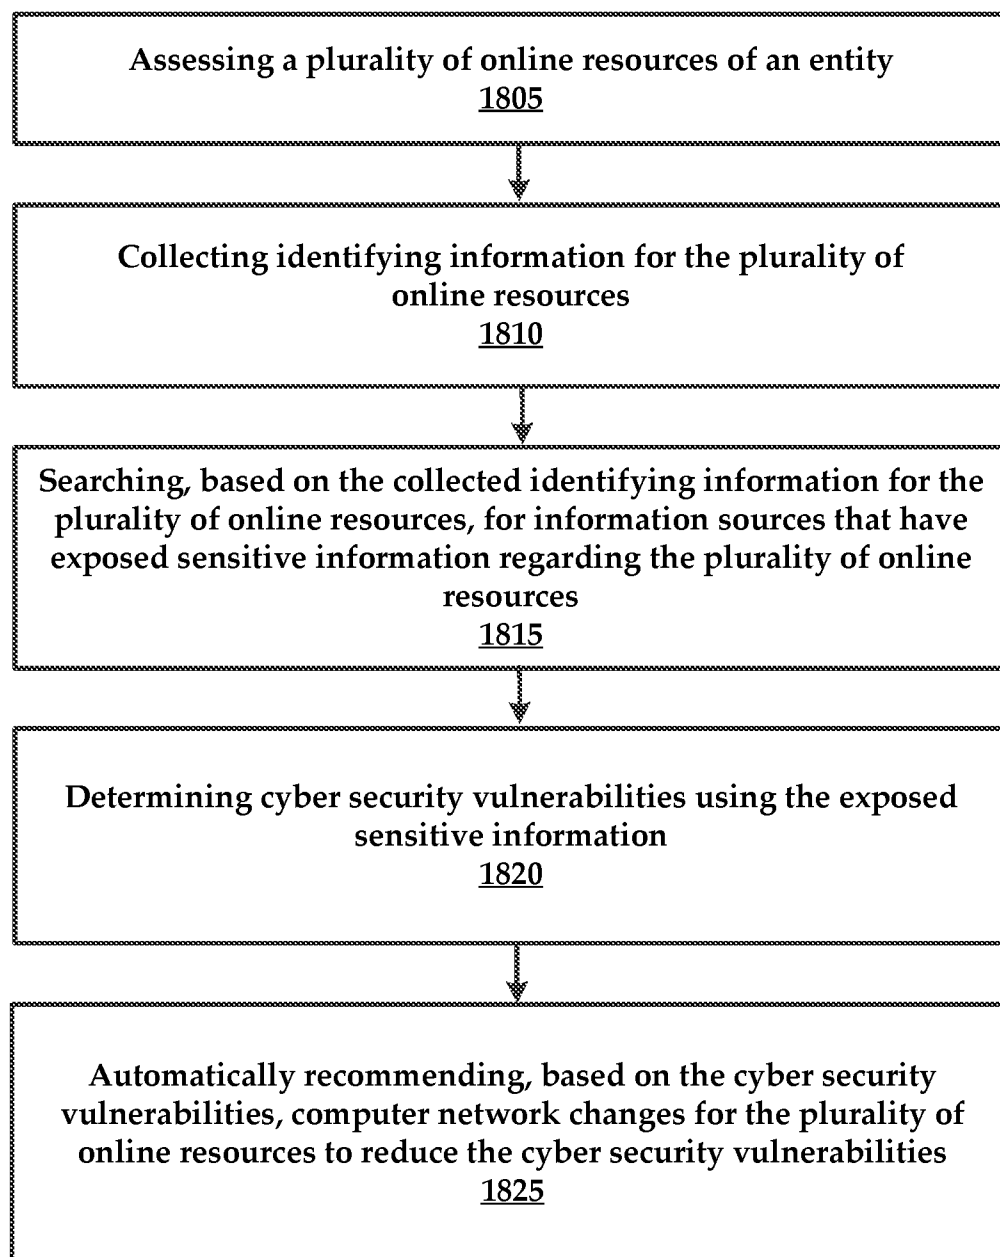 Assessing a plurality of online resources of an entity
1805
Collecting identifying information for the plurality of
online resources
1810
Searching, based on the collected identifying information for the
plurality of online resources, for information sources that have
exposed sensitive information regarding the plurality of online
resources
1815
Determining cyber security vulnerabilities using the exposed
sensitive information
1820
Automatically recommending, based on the cyber security
vulnerabilities, computer network changes for the plurality of
online resources to reduce the cyber security vulnerabilities
1825